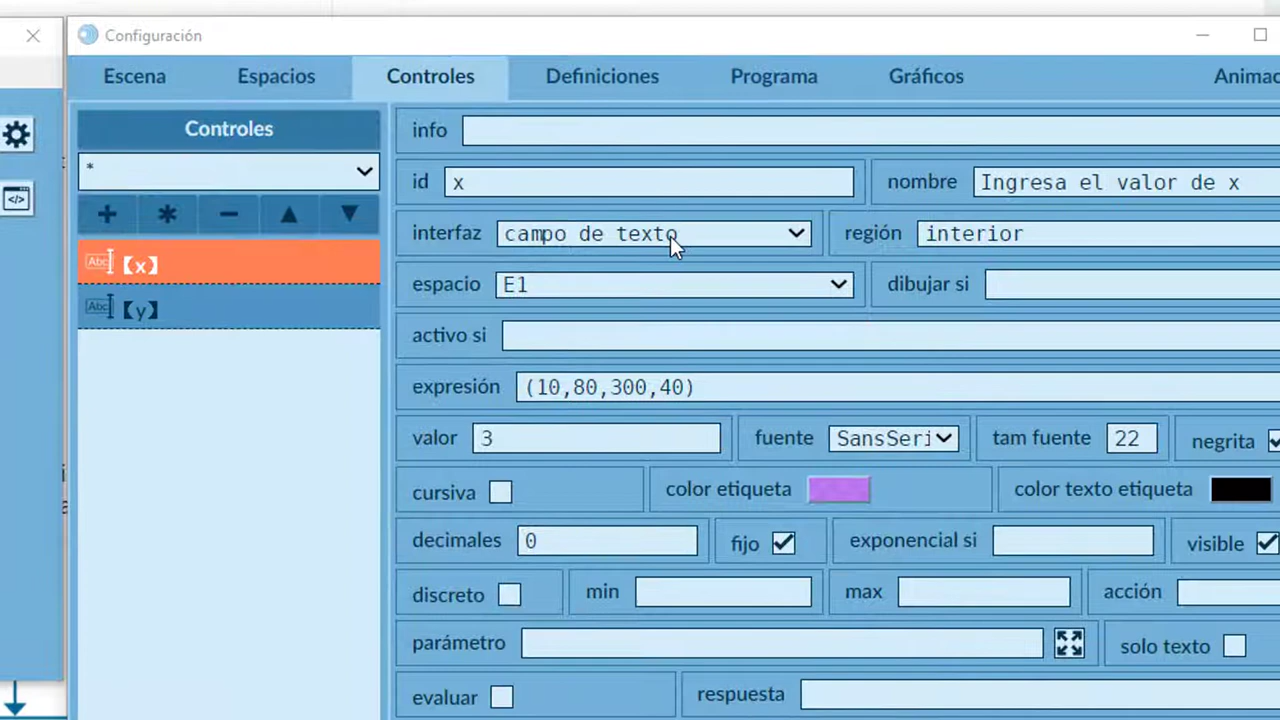 Configuración
Escena Espacios Controles Definiciones Programa Gráficos Animac
Controles
*
【x】
【y】
info
id x nombre Ingresa el valor de x
interfaz campo de texto región interior
espacio E1 dibujar si
activo si
expresión (10,80,300,40)
valor 3 fuente SansSeri tam fuente 22 negrita
cursiva color etiqueta color texto etiqueta
decimales 0 fijo exponencial si visible
discreto min max acción
parámetro solo texto
evaluar respuesta